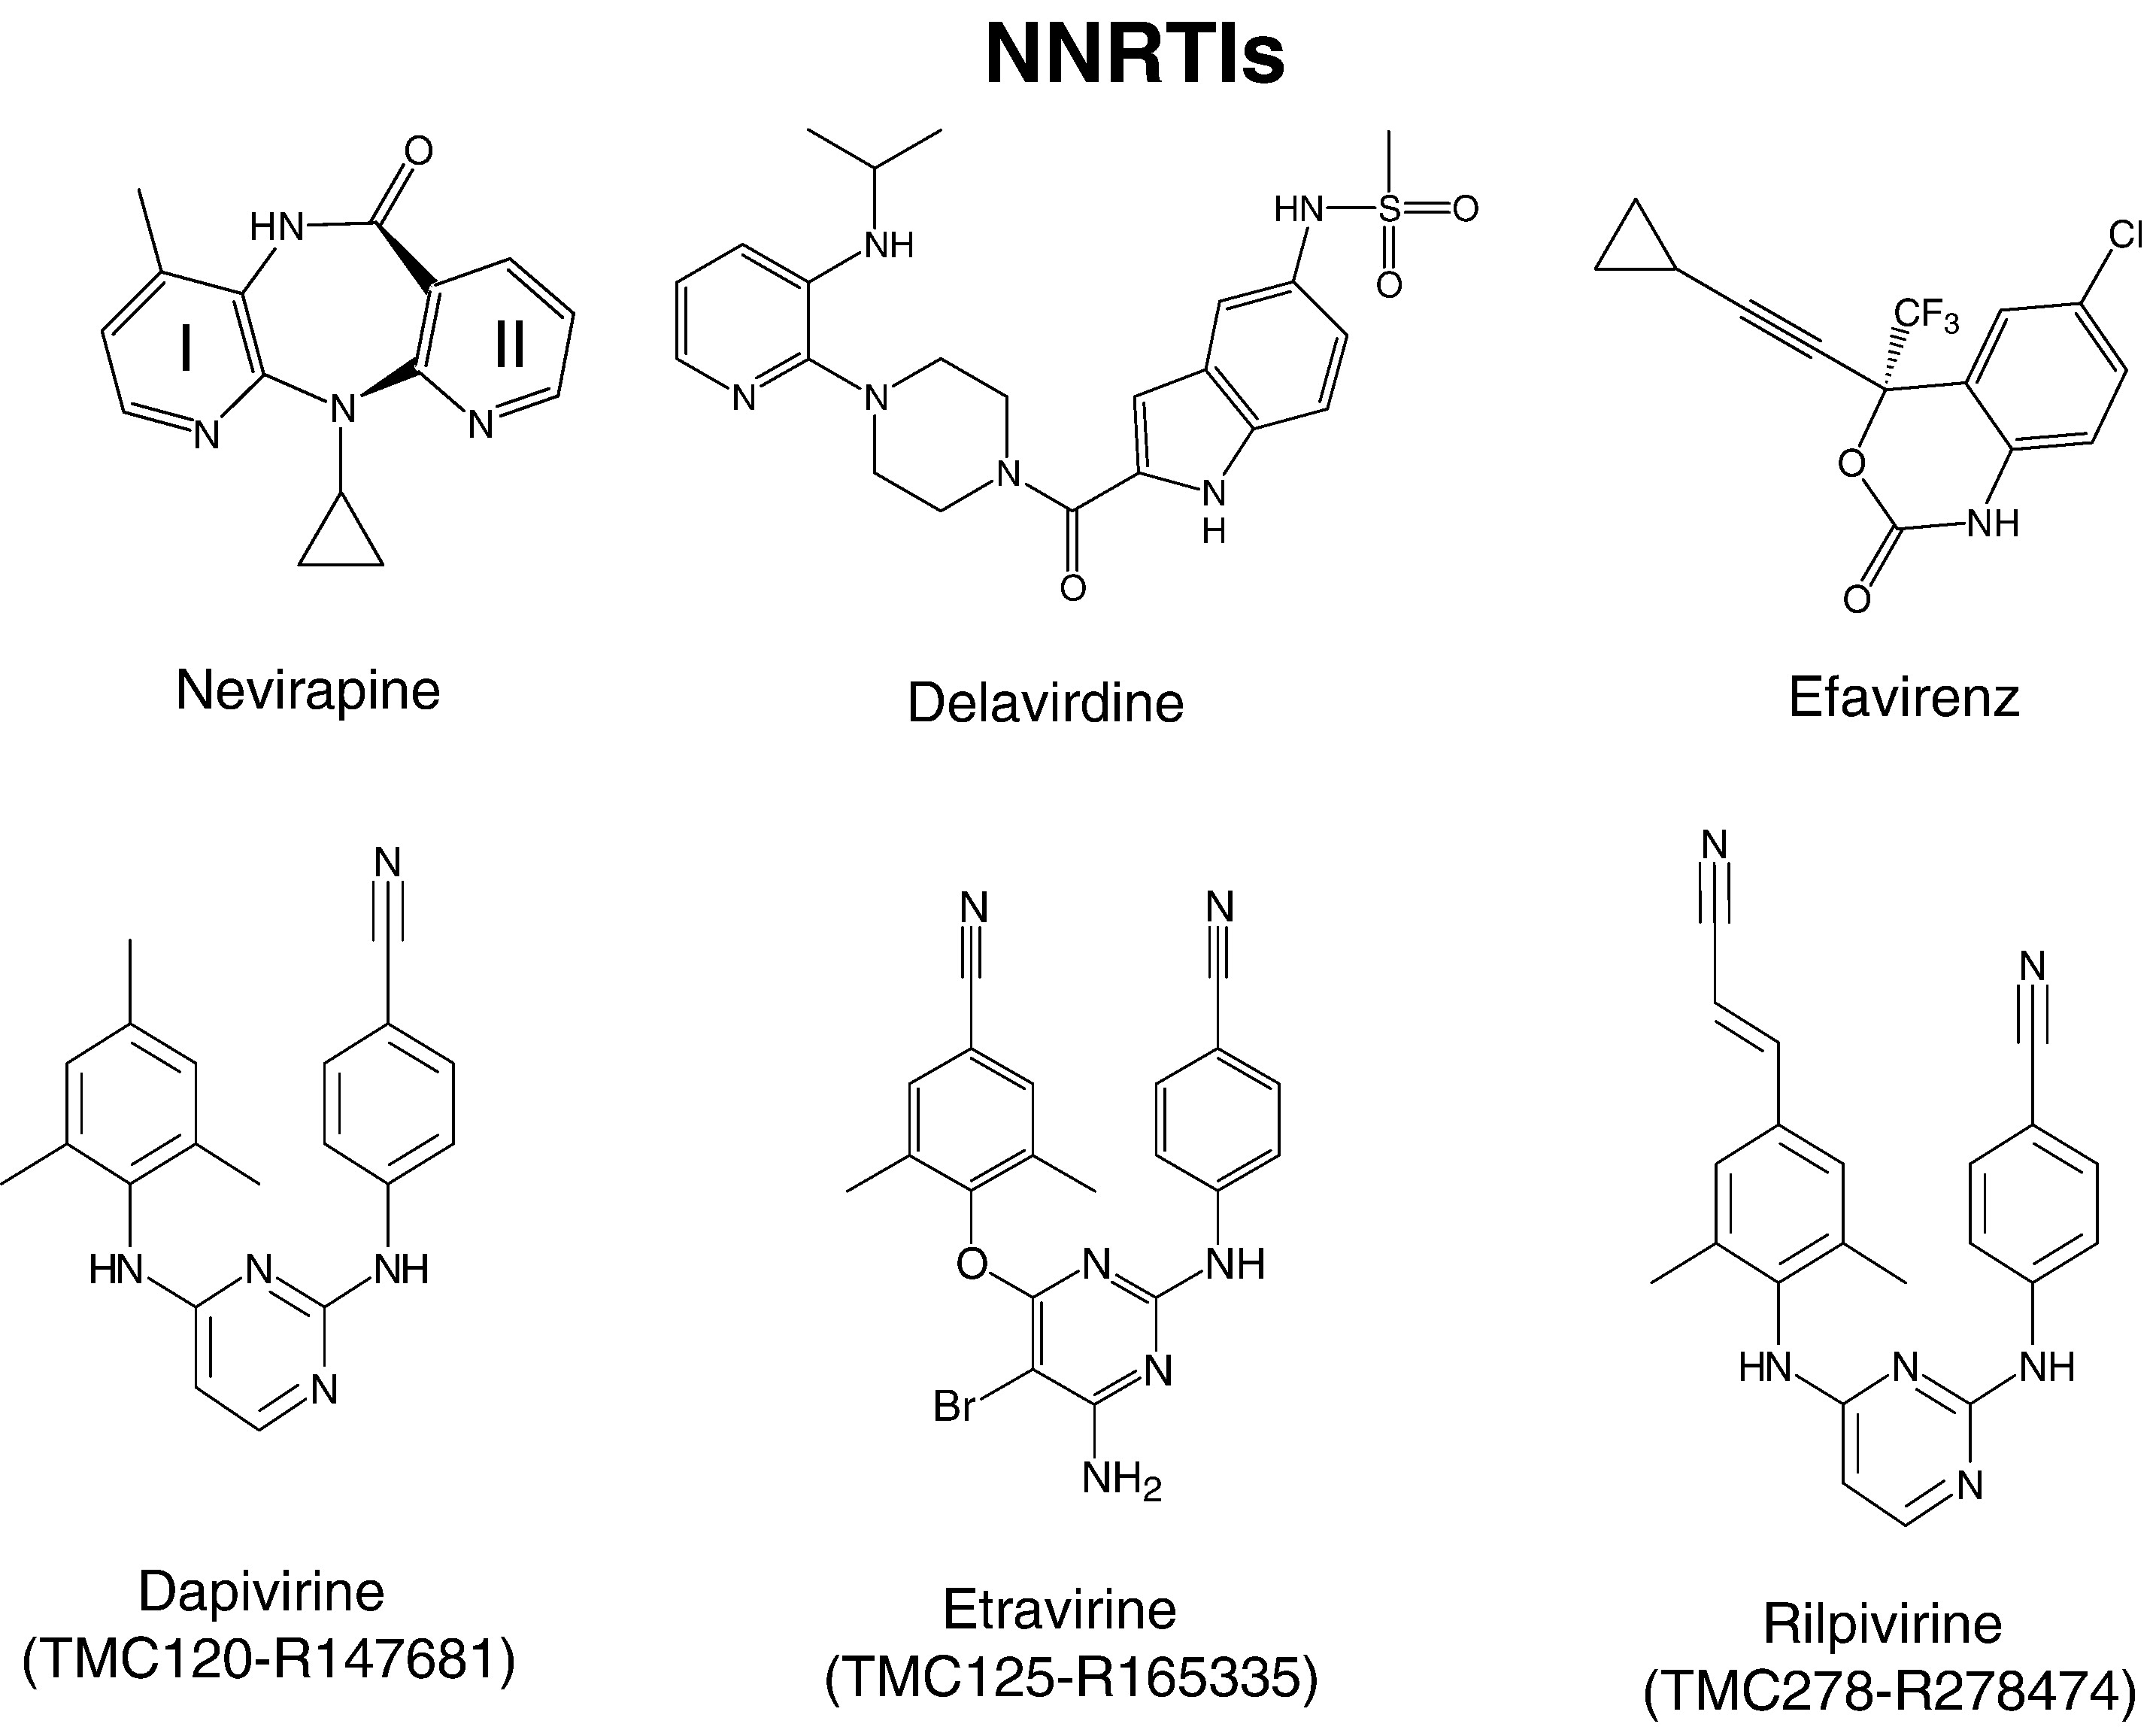 NNRTIs
O
HN
I
II
N
N
N
Nevirapine
NH
HN
S
O
O
N
N
N
N
H
O
Delavirdine
Cl
CF3
O
NH
O
Efavirenz
N
HN
N
NH
N
Dapivirine
(TMC120-R147681)
N
N
O
N
NH
N
Br
NH2
Etravirine
(TMC125-R165335)
N
N
HN
N
NH
N
Rilpivirine
(TMC278-R278474)